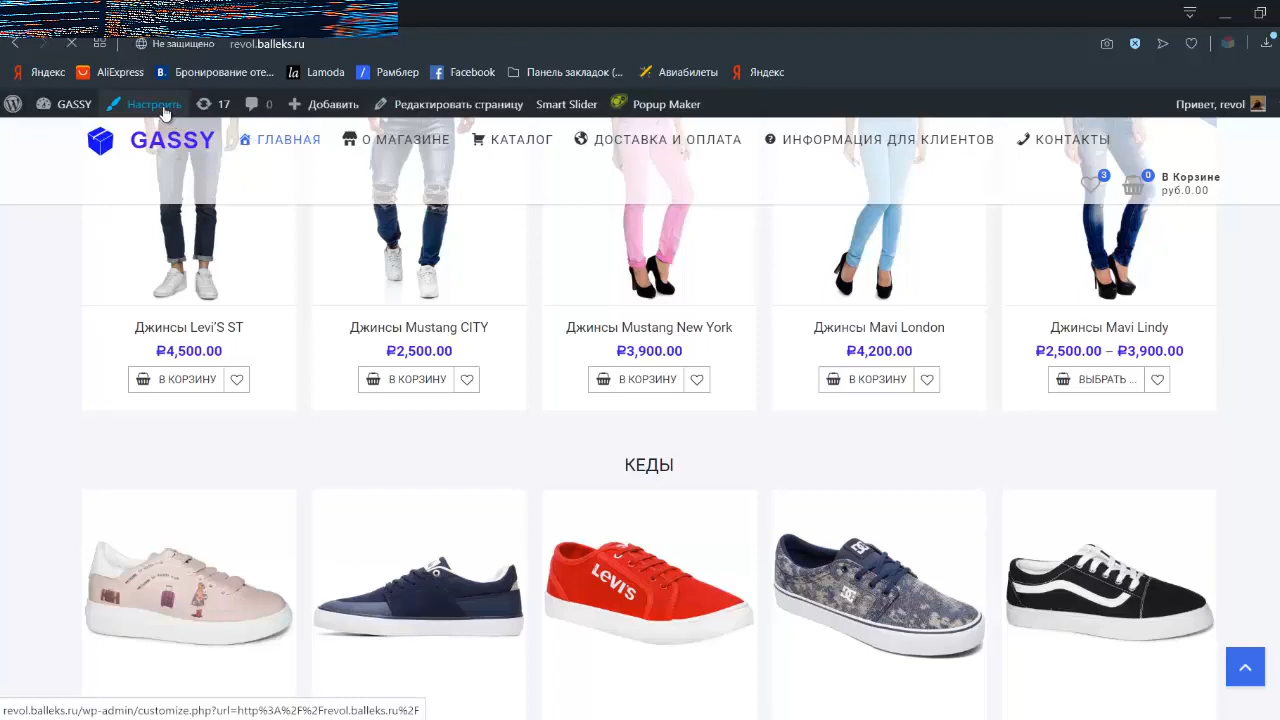 Не защищено revol.balleks.ru
Яндекс AliExpress B. Бронирование оте... la Lamoda Рамблер Facebook Панель закладок (... Авиабилеты Яндекс
GASSY Настроить 17 0 Добавить Редактировать страницу Smart Slider Popup Maker Привет, revol
GASSY ГЛАВНАЯ О МАГАЗИНЕ КАТАЛОГ ДОСТАВКА И ОПЛАТА ИНФОРМАЦИЯ ДЛЯ КЛИЕНТОВ КОНТАКТЫ
3 0 В Корзине
руб.0.00
Джинсы Levi'S ST Джинсы Mustang CITY Джинсы Mustang New York Джинсы Mavi London Джинсы Mavi Lindy
₽4,500.00 ₽2,500.00 ₽3,900.00 ₽4,200.00 ₽2,500.00 – ₽3,900.00
В КОРЗИНУ В КОРЗИНУ В КОРЗИНУ В КОРЗИНУ ВЫБРАТЬ ...
КЕДЫ
LEVI'S DC
revol.balleks.ru/wp-admin/customize.php?url=http%3A%2F%2Frevol.balleks.ru%2F